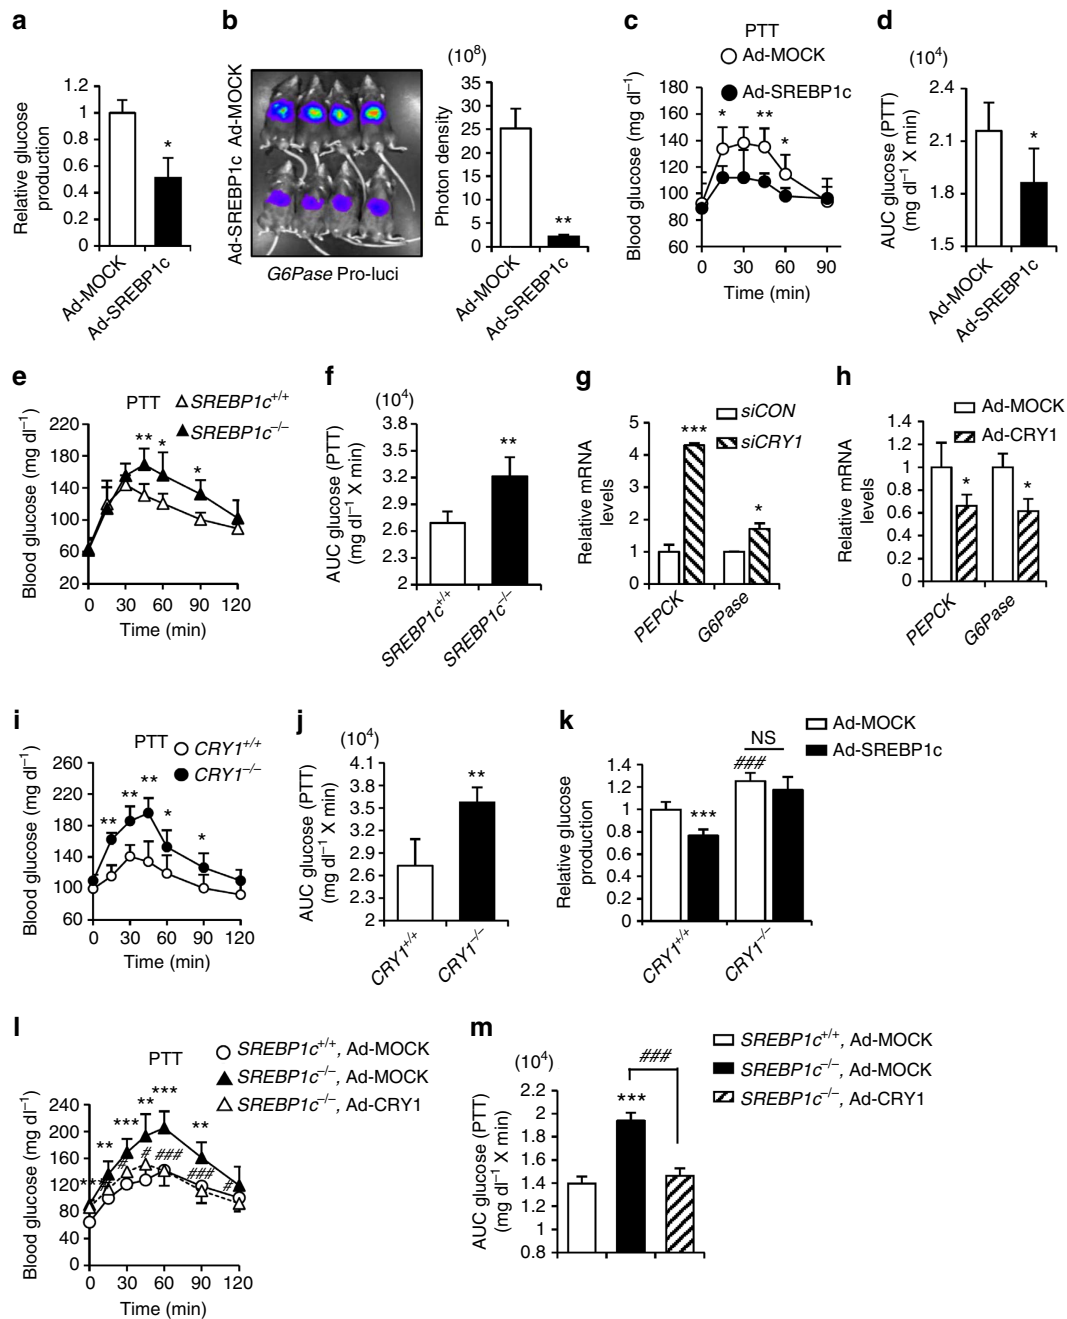 a
Relative glucose
production
1.2
1
0.8
0.6
0.4
0.2
0
*
Ad-MOCK
Ad-SREBP1c
b
Ad-SREBP1c Ad-MOCK
G6Pase Pro-luci
(10⁸)
Photon density
35
30
25
20
15
10
5
0
**
Ad-MOCK
Ad-SREBP1c
c
PTT
Ad-MOCK
Ad-SREBP1c
Blood glucose (mg dl⁻¹)
180
160
140
120
100
80
60
* ** *
0 30 60 90
Time (min)
d
(10⁴)
AUC glucose (PTT)
(mg dl⁻¹ X min)
2.4
2.1
1.8
1.5
*
Ad-MOCK
Ad-SREBP1c
e
PTT
SREBP1c⁺/⁺
SREBP1c⁻/⁻
Blood glucose (mg dl⁻¹)
220
180
140
100
60
20
** * *
0 30 60 90 120
Time (min)
f
(10⁴)
AUC glucose (PTT)
(mg dl⁻¹ X min)
3.8
3.5
3.2
2.9
2.6
2.3
2
**
SREBP1c⁺/⁺
SREBP1c⁻/⁻
g
siCON
siCRY1
Relative mRNA
levels
5
4
3
2
1
0
***
*
PEPCK
G6Pase
h
Ad-MOCK
Ad-CRY1
Relative mRNA
levels
1.4
1.2
1
0.8
0.6
0.4
0.2
0
* *
PEPCK
G6Pase
i
PTT
CRY1⁺/⁺
CRY1⁻/⁻
Blood glucose (mg dl⁻¹)
260
220
180
140
100
60
** ** ** * *
0 30 60 90 120
Time (min)
j
(10⁴)
AUC glucose (PTT)
(mg dl⁻¹ X min)
4.1
3.8
3.5
3.2
2.9
2.6
2.3
2
**
CRY1⁺/⁺
CRY1⁻/⁻
k
Ad-MOCK
Ad-SREBP1c
Relative glucose
production
1.4
1.2
1
0.8
0.6
0.4
0.2
0
***
###
NS
CRY1⁺/⁺
CRY1⁻/⁻
l
PTT
SREBP1c⁺/⁺, Ad-MOCK
SREBP1c⁻/⁻, Ad-MOCK
SREBP1c⁻/⁻, Ad-CRY1
Blood glucose (mg dl⁻¹)
240
200
160
120
80
40
0
** *** ** *** **
# # ### ### #
0 30 60 90 120
Time (min)
m
(10⁴)
SREBP1c⁺/⁺, Ad-MOCK
SREBP1c⁻/⁻, Ad-MOCK
SREBP1c⁻/⁻, Ad-CRY1
AUC glucose (PTT)
(mg dl⁻¹ X min)
2.2
2
1.8
1.6
1.4
1.2
1
0.8
***
###